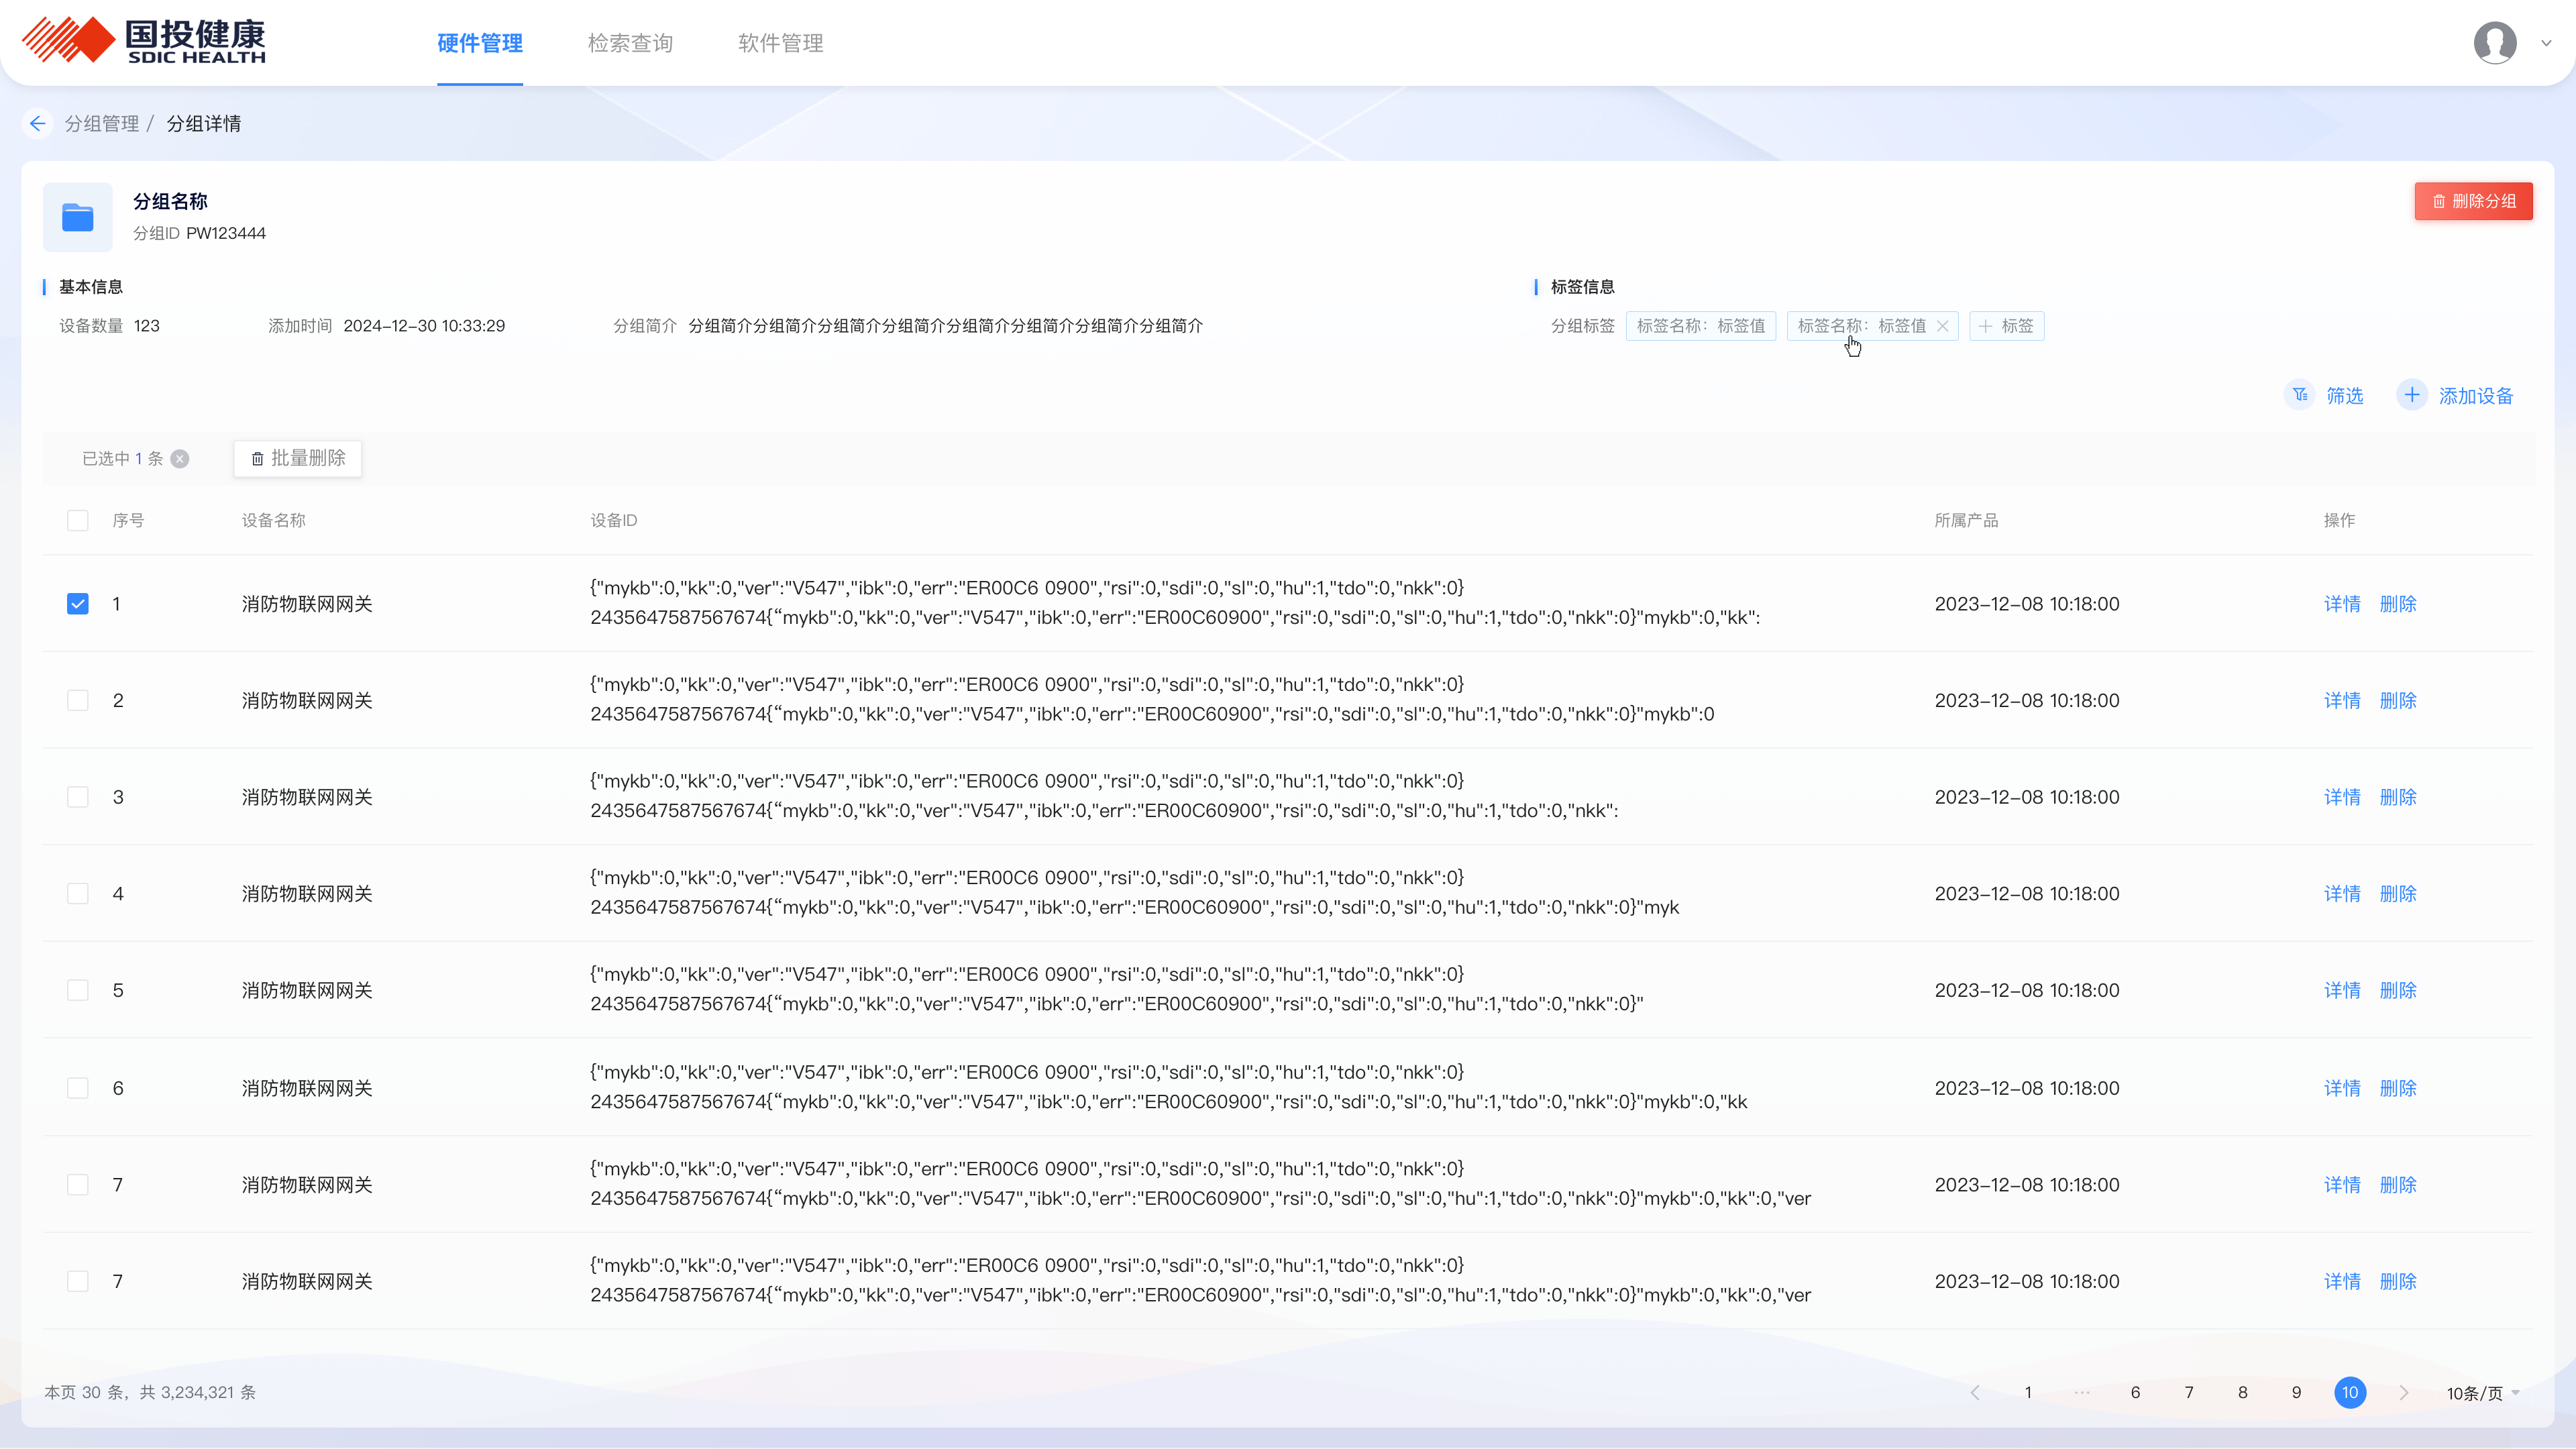 国投健康
SDIC HEALTH
硬件管理 检索查询 软件管理
分组管理 / 分组详情
分组名称
分组ID PW123444
删除分组
基本信息
设备数量 123 添加时间 2024-12-30 10:33:29 分组简介 分组简介分组简介分组简介分组简介分组简介分组简介分组简介分组简介
标签信息
分组标签 标签名称：标签值 标签名称：标签值 标签
筛选 添加设备
已选中 1 条 批量删除
序号 设备名称 设备ID 所属产品 操作
1 消防物联网网关 {"mykb":0,"kk":0,"ver":"V547","ibk":0,"err":"ER00C6 0900","rsi":0,"sdi":0,"sl":0,"hu":1,"tdo":0,"nkk":0}
2435647587567674{“mykb":0,"kk":0,"ver":"V547","ibk":0,"err":"ER00C60900","rsi":0,"sdi":0,"sl":0,"hu":1,"tdo":0,"nkk":0}"mykb":0,"kk": 2023-12-08 10:18:00 详情 删除
2 消防物联网网关 {"mykb":0,"kk":0,"ver":"V547","ibk":0,"err":"ER00C6 0900","rsi":0,"sdi":0,"sl":0,"hu":1,"tdo":0,"nkk":0}
2435647587567674{“mykb":0,"kk":0,"ver":"V547","ibk":0,"err":"ER00C60900","rsi":0,"sdi":0,"sl":0,"hu":1,"tdo":0,"nkk":0}"mykb":0 2023-12-08 10:18:00 详情 删除
3 消防物联网网关 {"mykb":0,"kk":0,"ver":"V547","ibk":0,"err":"ER00C6 0900","rsi":0,"sdi":0,"sl":0,"hu":1,"tdo":0,"nkk":0}
2435647587567674{“mykb":0,"kk":0,"ver":"V547","ibk":0,"err":"ER00C60900","rsi":0,"sdi":0,"sl":0,"hu":1,"tdo":0,"nkk": 2023-12-08 10:18:00 详情 删除
4 消防物联网网关 {"mykb":0,"kk":0,"ver":"V547","ibk":0,"err":"ER00C6 0900","rsi":0,"sdi":0,"sl":0,"hu":1,"tdo":0,"nkk":0}
2435647587567674{“mykb":0,"kk":0,"ver":"V547","ibk":0,"err":"ER00C60900","rsi":0,"sdi":0,"sl":0,"hu":1,"tdo":0,"nkk":0}"myk 2023-12-08 10:18:00 详情 删除
5 消防物联网网关 {"mykb":0,"kk":0,"ver":"V547","ibk":0,"err":"ER00C6 0900","rsi":0,"sdi":0,"sl":0,"hu":1,"tdo":0,"nkk":0}
2435647587567674{“mykb":0,"kk":0,"ver":"V547","ibk":0,"err":"ER00C60900","rsi":0,"sdi":0,"sl":0,"hu":1,"tdo":0,"nkk":0}" 2023-12-08 10:18:00 详情 删除
6 消防物联网网关 {"mykb":0,"kk":0,"ver":"V547","ibk":0,"err":"ER00C6 0900","rsi":0,"sdi":0,"sl":0,"hu":1,"tdo":0,"nkk":0}
2435647587567674{“mykb":0,"kk":0,"ver":"V547","ibk":0,"err":"ER00C60900","rsi":0,"sdi":0,"sl":0,"hu":1,"tdo":0,"nkk":0}"mykb":0,"kk 2023-12-08 10:18:00 详情 删除
7 消防物联网网关 {"mykb":0,"kk":0,"ver":"V547","ibk":0,"err":"ER00C6 0900","rsi":0,"sdi":0,"sl":0,"hu":1,"tdo":0,"nkk":0}
2435647587567674{“mykb":0,"kk":0,"ver":"V547","ibk":0,"err":"ER00C60900","rsi":0,"sdi":0,"sl":0,"hu":1,"tdo":0,"nkk":0}"mykb":0,"kk":0,"ver 2023-12-08 10:18:00 详情 删除
7 消防物联网网关 {"mykb":0,"kk":0,"ver":"V547","ibk":0,"err":"ER00C6 0900","rsi":0,"sdi":0,"sl":0,"hu":1,"tdo":0,"nkk":0}
2435647587567674{“mykb":0,"kk":0,"ver":"V547","ibk":0,"err":"ER00C60900","rsi":0,"sdi":0,"sl":0,"hu":1,"tdo":0,"nkk":0}"mykb":0,"kk":0,"ver 2023-12-08 10:18:00 详情 删除
本页 30 条，共 3,234,321 条 1 ··· 6 7 8 9 10 10条/页